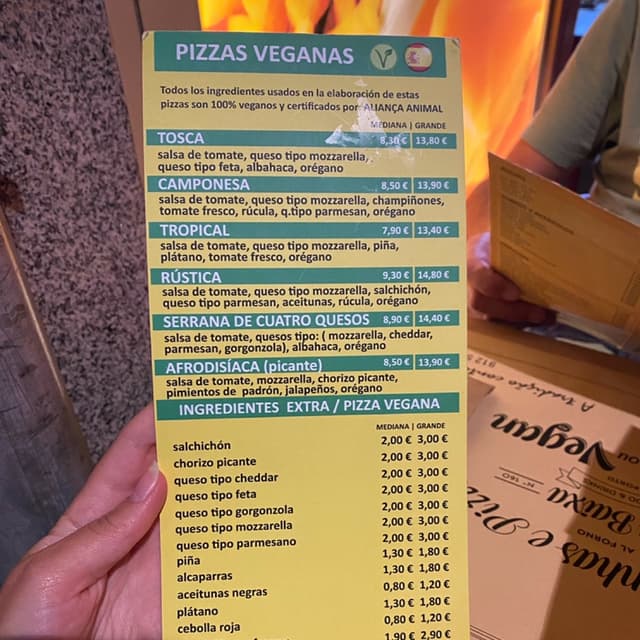 PIZZAS VEGANAS
Todos los ingredientes usados en la elaboración de estas
pizzas son 100% veganos y certificados por: ALIANÇA ANIMAL
MEDIANA | GRANDE
TOSCA 8,30 € 13,80 €
salsa de tomate, queso tipo mozzarella,
queso tipo feta, albahaca, orégano
CAMPONESA 8,50 € 13,90 €
salsa de tomate, queso tipo mozzarella, champiñones,
tomate fresco, rúcula, q.tipo parmesan, orégano
TROPICAL 7,90 € 13,40 €
salsa de tomate, queso tipo mozzarella, piña,
plátano, tomate fresco, orégano
RÚSTICA 9,30 € 14,80 €
salsa de tomate, queso tipo mozzarella, salchichón,
queso tipo parmesan, aceitunas, rúcula, orégano
SERRANA DE CUATRO QUESOS 8,90 € 14,40 €
salsa de tomate, quesos tipo: ( mozzarella, cheddar,
parmesan, gorgonzola), albahaca, orégano
AFRODISÍACA (picante) 8,50 € 13,90 €
salsa de tomate, mozzarella, chorizo picante,
pimientos de padrón, jalapeños, orégano
INGREDIENTES EXTRA / PIZZA VEGANA
MEDIANA | GRANDE
salchichón 2,00 € 3,00 €
chorizo picante 2,00 € 3,00 €
queso tipo cheddar 2,00 € 3,00 €
queso tipo feta 2,00 € 3,00 €
queso tipo gorgonzola 2,00 € 3,00 €
queso tipo mozzarella 2,00 € 3,00 €
queso tipo parmesano 2,00 € 3,00 €
piña 1,30 € 1,80 €
alcaparras 1,30 € 1,80 €
aceitunas negras 0,80 € 1,20 €
plátano 1,30 € 1,80 €
cebolla roja 0,80 € 1,20 €
1,90 € 2,90 €
A tradição
ou Vegan
Nº 160
Baixa
PORTO
AL FORNO
nhas e Pizz